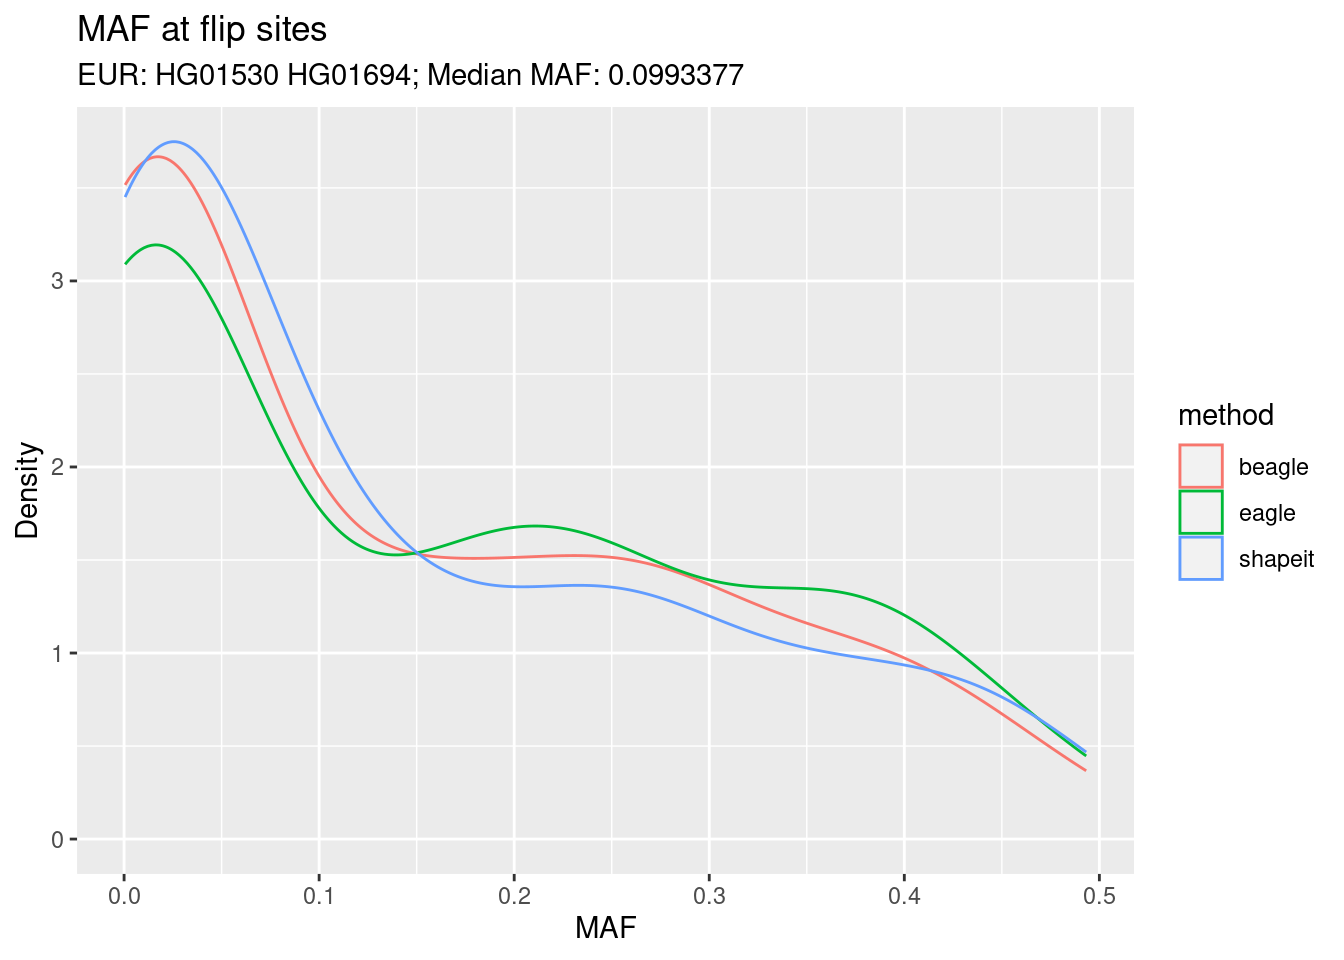 MAF at flip sites
EUR: HG01530 HG01694; Median MAF: 0.0993377
Density
3
2
1
0
0.0 0.1 0.2 0.3 0.4 0.5
MAF
method
beagle
eagle
shapeit